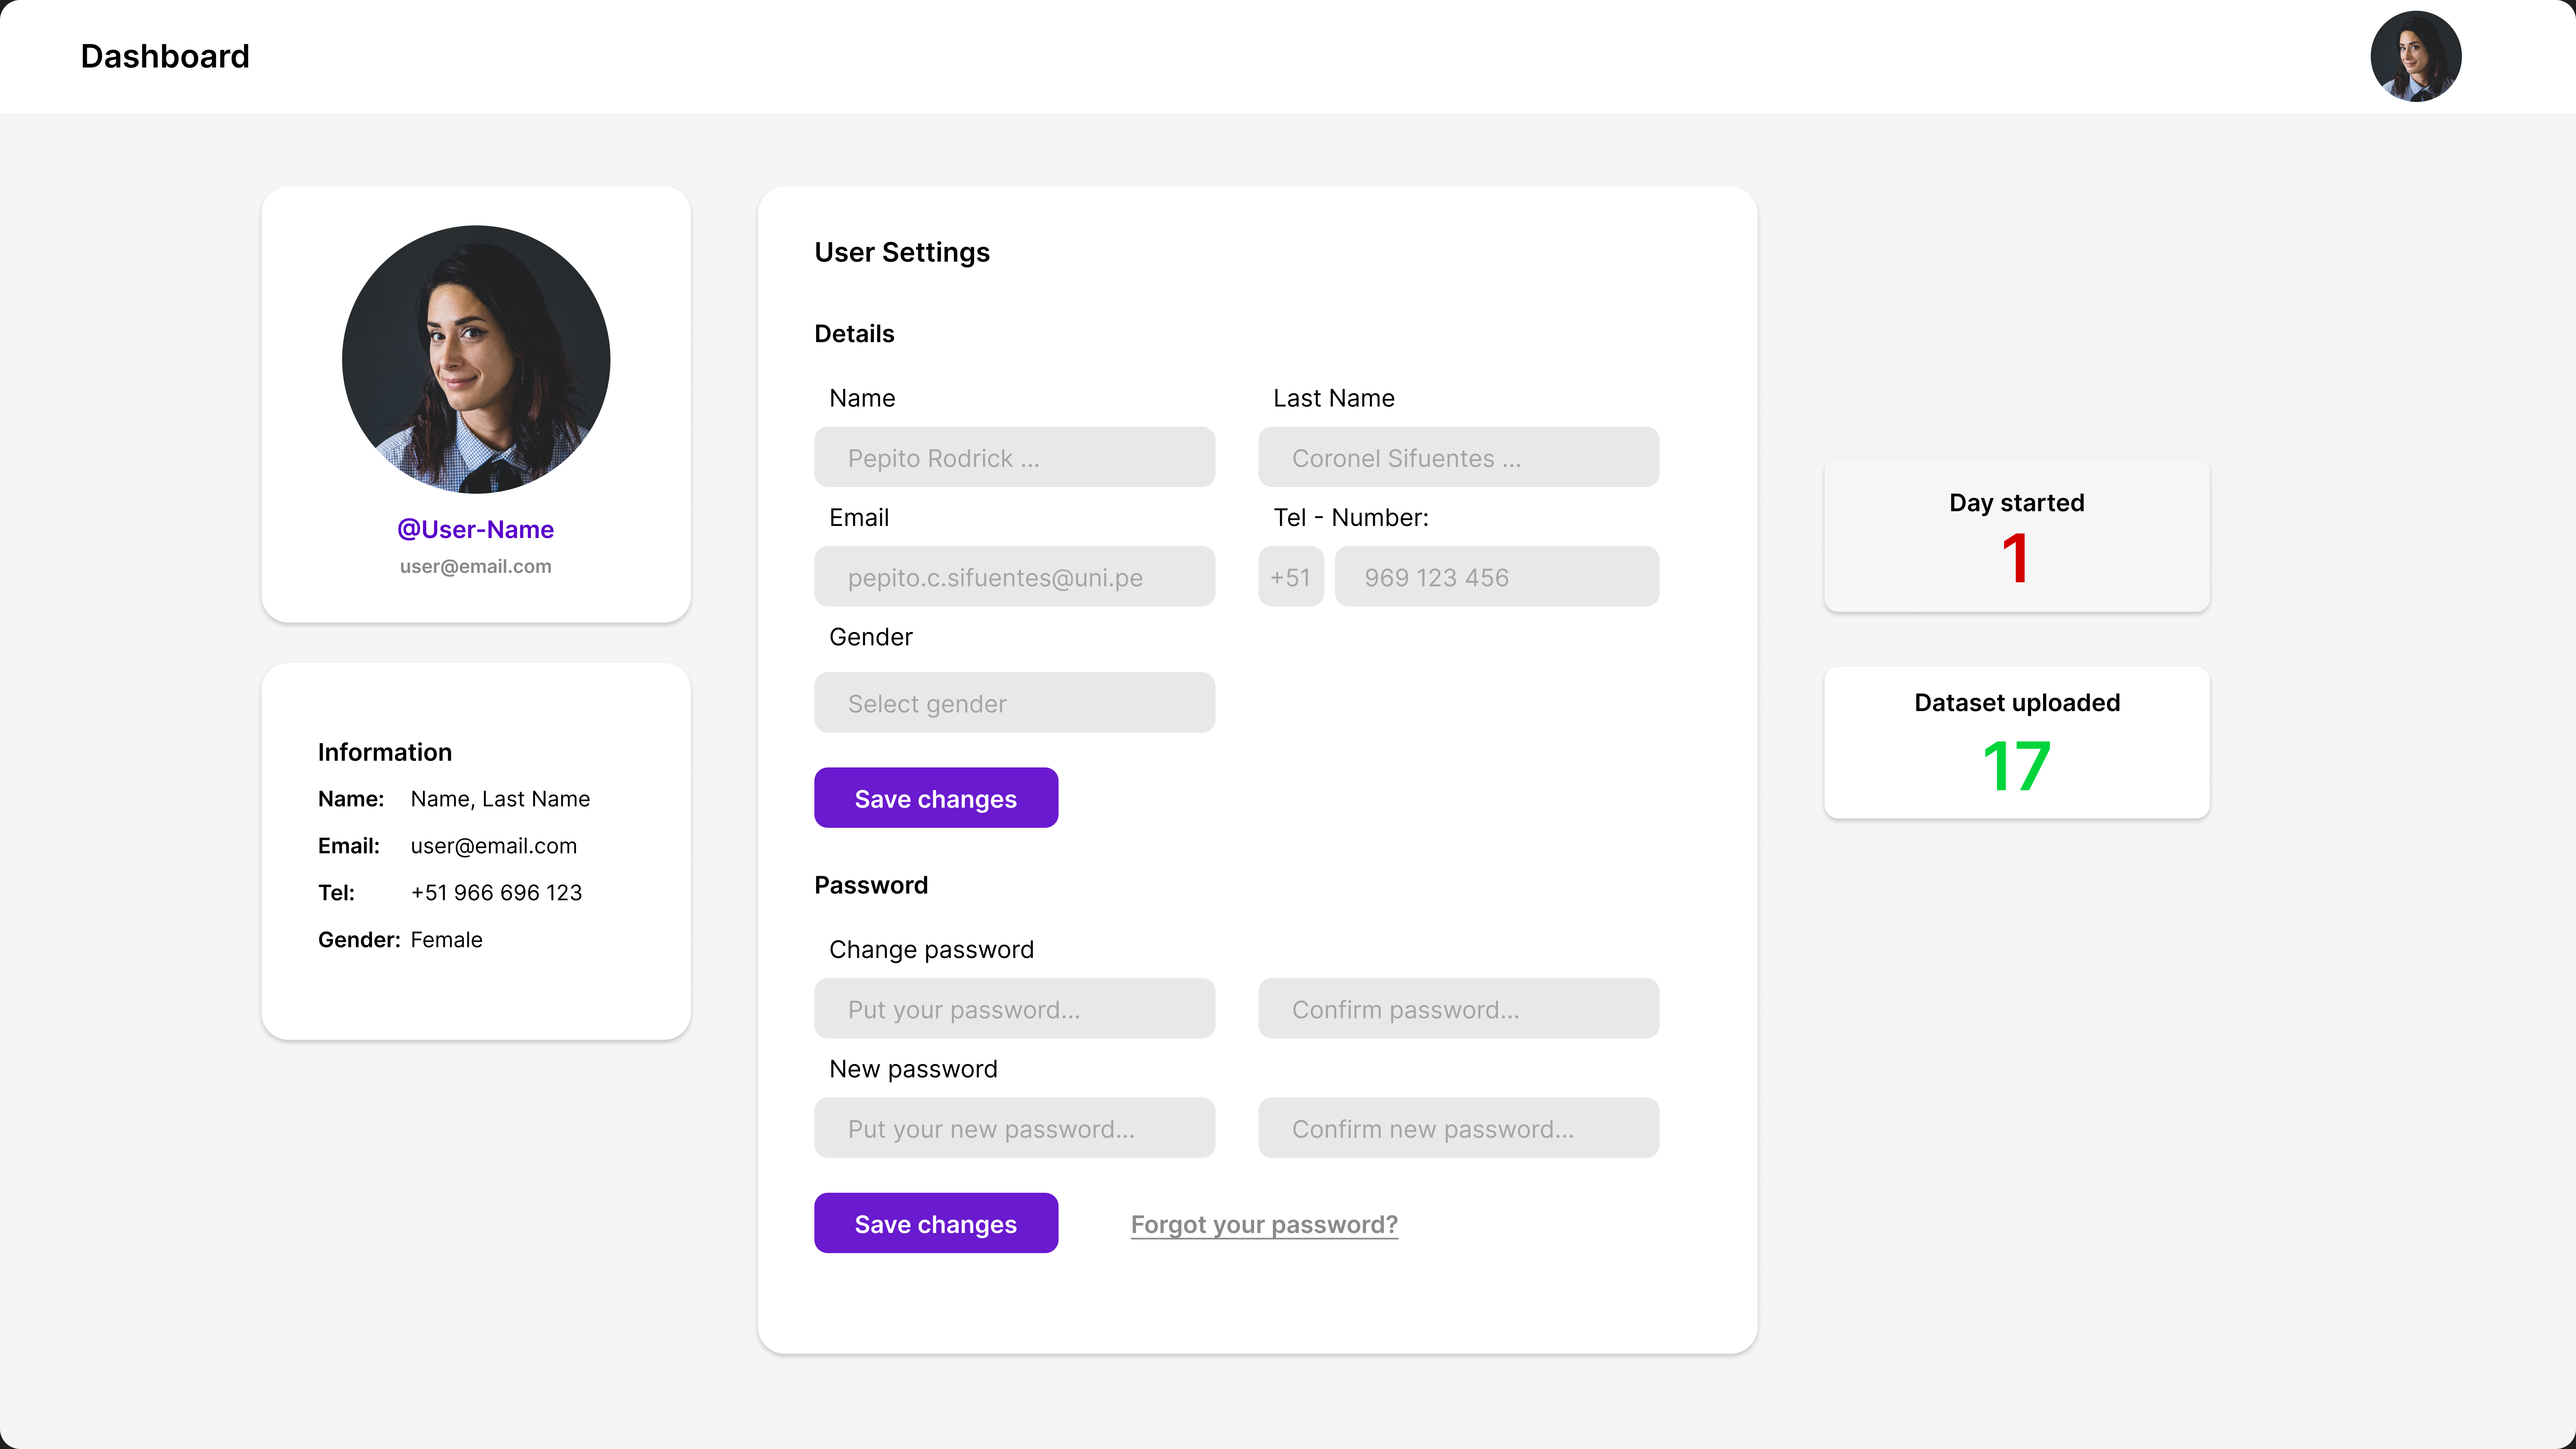 Dashboard
@User-Name
user@email.com
Information
Name: Name, Last Name
Email: user@email.com
Tel: +51 966 696 123
Gender: Female
User Settings
Details
Name
Last Name
Pepito Rodrick ...
Coronel Sifuentes ...
Email
Tel - Number:
pepito.c.sifuentes@uni.pe
+51
969 123 456
Gender
Select gender
Save changes
Password
Change password
Put your password...
Confirm password...
New password
Put your new password...
Confirm new password...
Save changes
Forgot your password?
Day started
1
Dataset uploaded
17